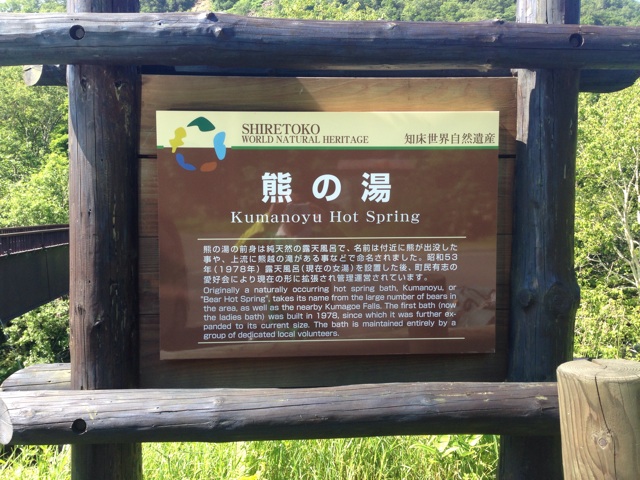 SHIRETOKO
WORLD NATURAL HERITAGE
知床世界自然遺産
熊の湯
Kumanoyu Hot Spring
熊の湯の前身は純天然の露天風呂で、名前は付近に熊が出没した
事や、上流に熊越の滝がある事などで命名されました。昭和53
年(1978年)露天風呂(現在の女湯)を設置した後、町民有志の
愛好会により現在の形に拡張され管理運営されています。
Originally a naturally occurring hot spring bath, Kumanoyu, or
"Bear Hot Spring", takes its name from the large number of bears in
the area, as well as the nearby Kumagoe Falls. The first bath (now
the ladies bath) was built in 1978, since which it was further ex-
panded to its current size. The bath is maintained entirely by a
group of dedicated local volunteers.